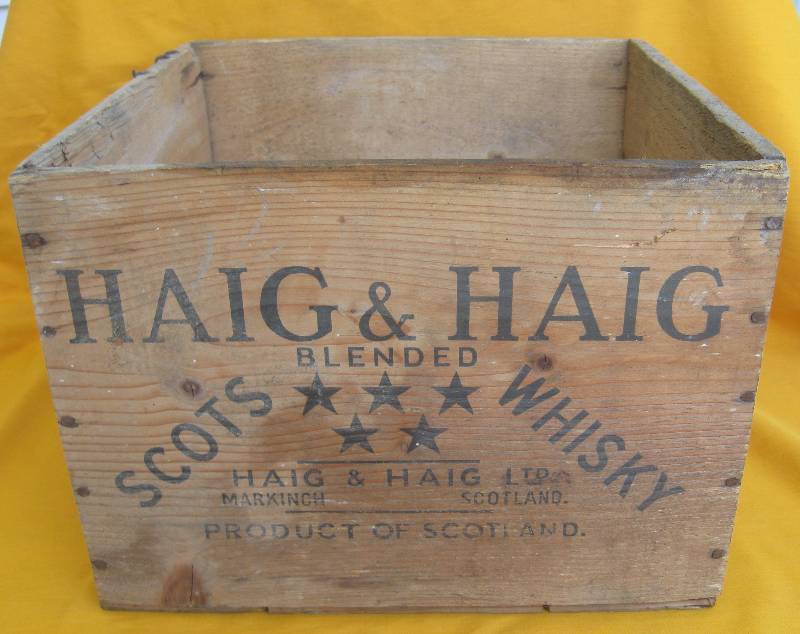 HAIG & HAIG
BLENDED
SCOTS WHISKY
HAIG & HAIG LTD.
MARKINCH SCOTLAND.
PRODUCT OF SCOTLAND.